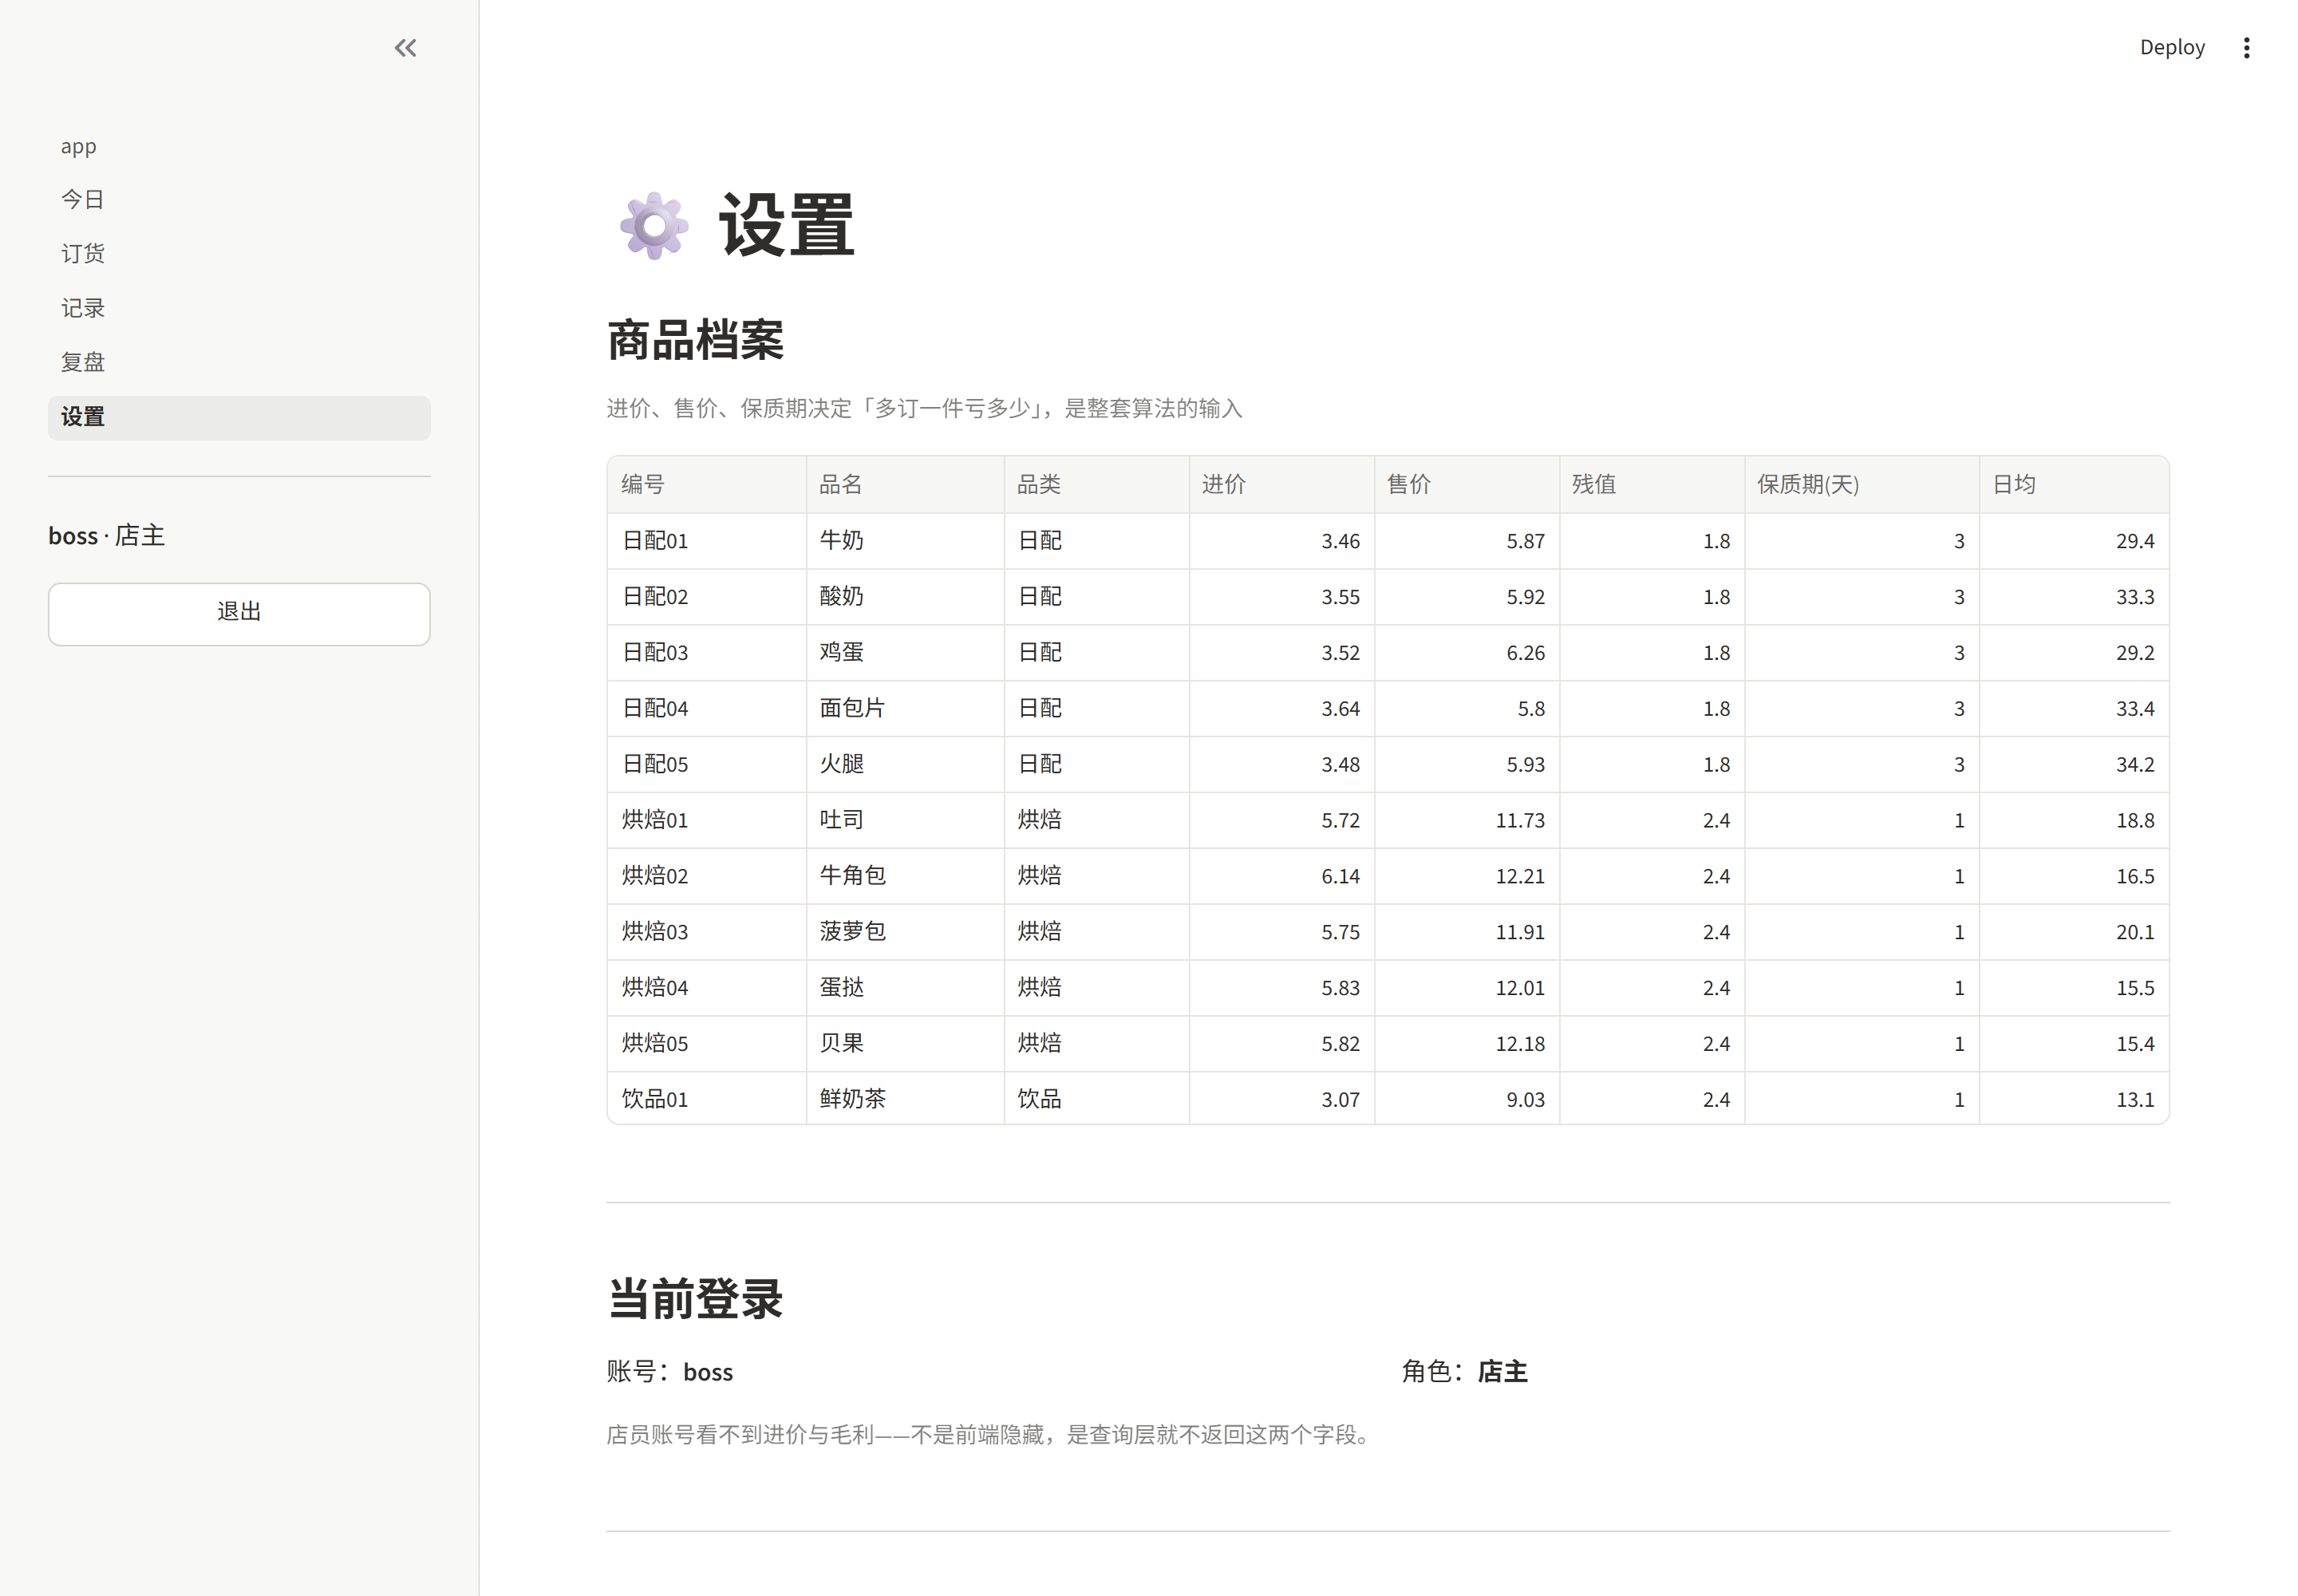 Deploy
app
今日
订货
记录
复盘
设置
boss · 店主
退出
设置
商品档案
进价、售价、保质期决定「多订一件亏多少」，是整套算法的输入
编号 品名 品类 进价 售价 残值 保质期(天) 日均
日配01 牛奶 日配 3.46 5.87 1.8 3 29.4
日配02 酸奶 日配 3.55 5.92 1.8 3 33.3
日配03 鸡蛋 日配 3.52 6.26 1.8 3 29.2
日配04 面包片 日配 3.64 5.8 1.8 3 33.4
日配05 火腿 日配 3.48 5.93 1.8 3 34.2
烘焙01 吐司 烘焙 5.72 11.73 2.4 1 18.8
烘焙02 牛角包 烘焙 6.14 12.21 2.4 1 16.5
烘焙03 菠萝包 烘焙 5.75 11.91 2.4 1 20.1
烘焙04 蛋挞 烘焙 5.83 12.01 2.4 1 15.5
烘焙05 贝果 烘焙 5.82 12.18 2.4 1 15.4
饮品01 鲜奶茶 饮品 3.07 9.03 2.4 1 13.1
当前登录
账号：boss
角色：店主
店员账号看不到进价与毛利——不是前端隐藏，是查询层就不返回这两个字段。